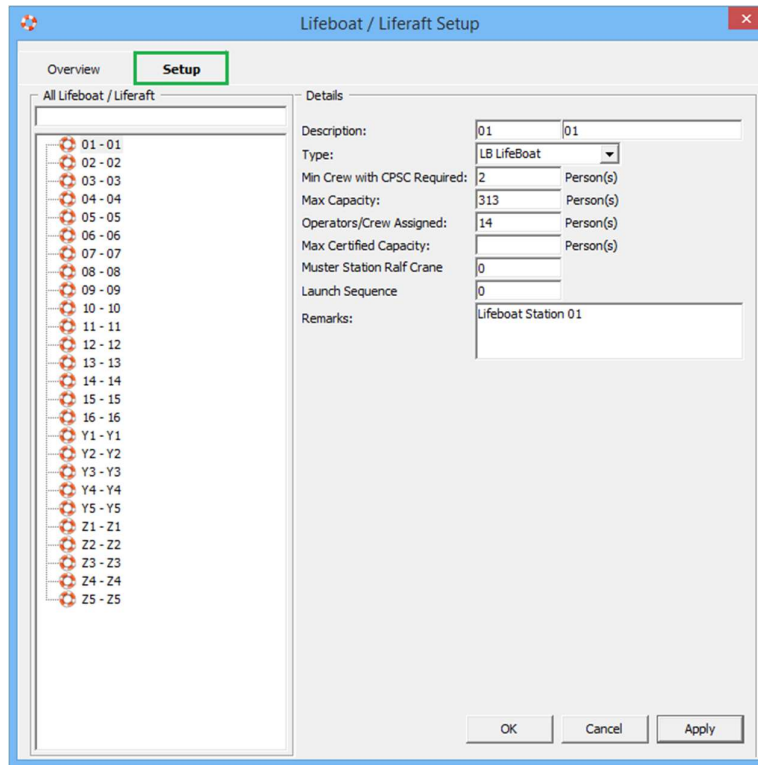 Lifeboat / Liferaft Setup
Overview Setup
All Lifeboat / Liferaft
01 - 01
02 - 02
03 - 03
04 - 04
05 - 05
06 - 06
07 - 07
08 - 08
09 - 09
10 - 10
11 - 11
12 - 12
13 - 13
14 - 14
15 - 15
16 - 16
Y1 - Y1
Y2 - Y2
Y3 - Y3
Y4 - Y4
Y5 - Y5
Z1 - Z1
Z2 - Z2
Z3 - Z3
Z4 - Z4
Z5 - Z5
Details
Description: 01 01
Type: LB LifeBoat
Min Crew with CPSC Required: 2 Person(s)
Max Capacity: 313 Person(s)
Operators/Crew Assigned: 14 Person(s)
Max Certified Capacity: Person(s)
Muster Station Ralf Crane 0
Launch Sequence 0
Remarks: Lifeboat Station 01
OK Cancel Apply